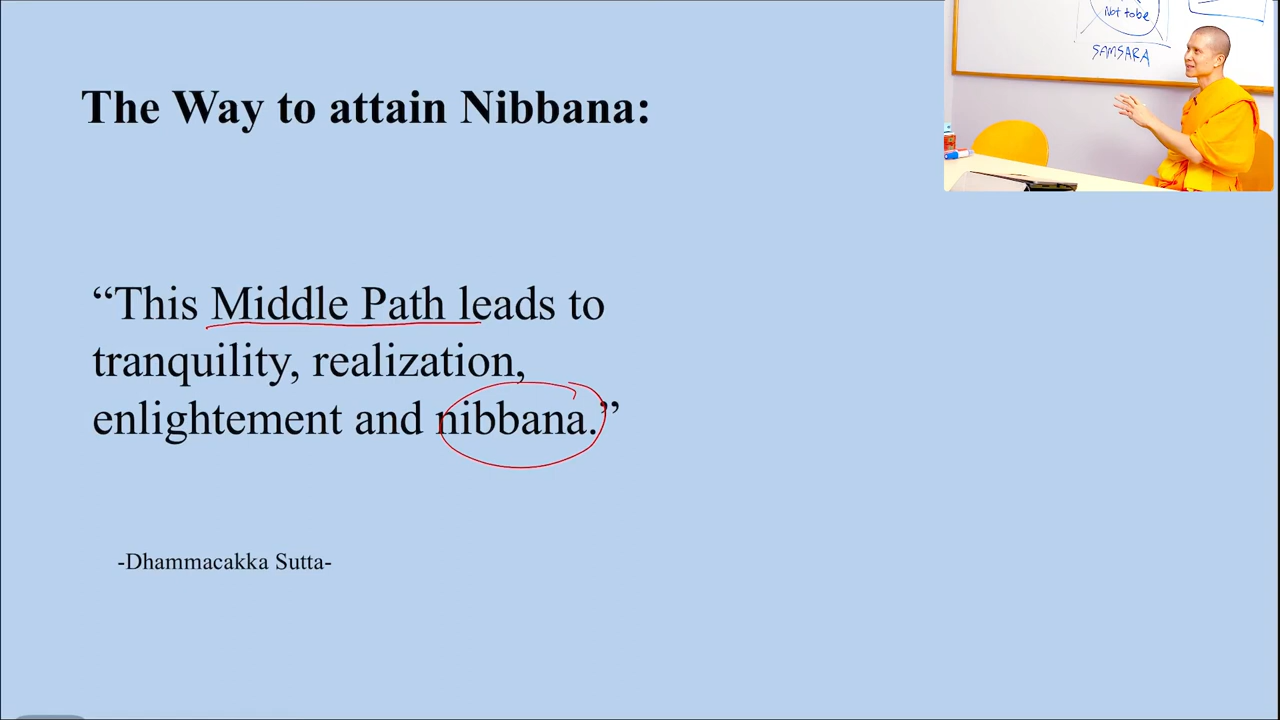 Not to be
SAMSARA
The Way to attain Nibbana:
“This Middle Path leads to
tranquility, realization,
enlightement and nibbana.”
-Dhammacakka Sutta-